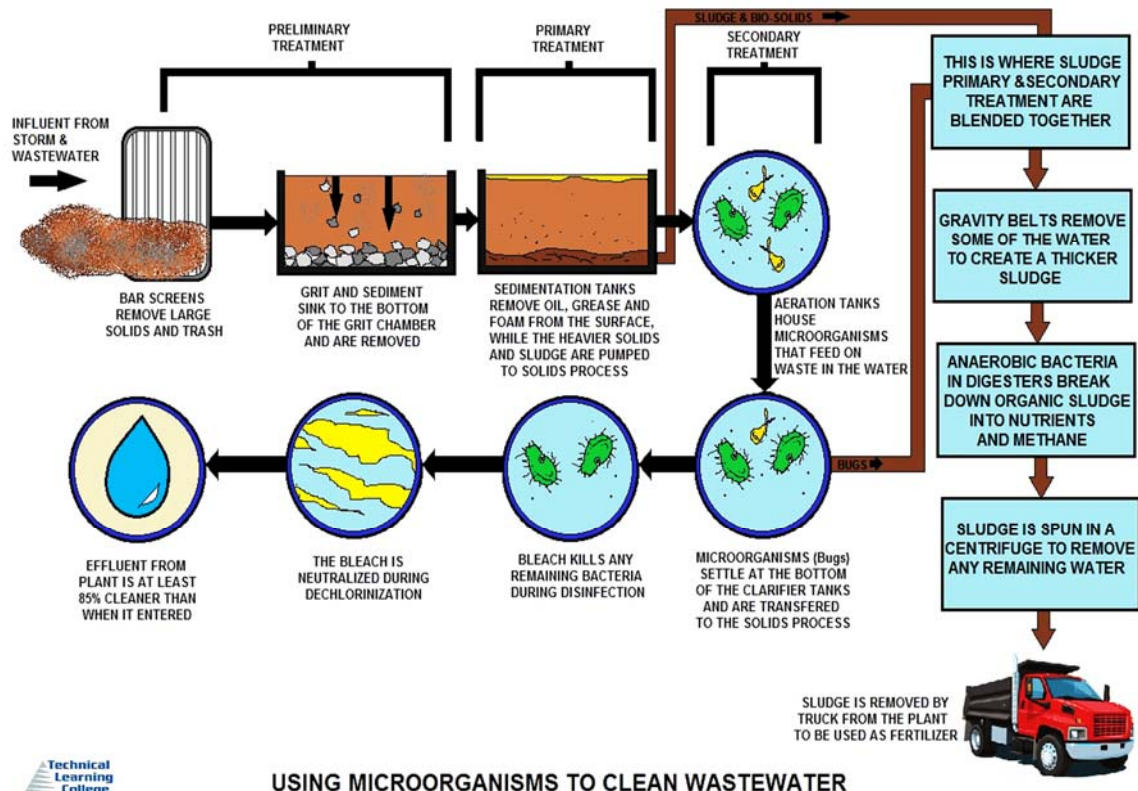 SLUDGE & BIO-SOLIDS
PRELIMINARY
TREATMENT
PRIMARY
TREATMENT
SECONDARY
TREATMENT
INFLUENT FROM
STORM &
WASTEWATER
BAR SCREENS
REMOVE LARGE
SOLIDS AND TRASH
GRIT AND SEDIMENT
SINK TO THE BOTTOM
OF THE GRIT CHAMBER
AND ARE REMOVED
SEDIMENTATION TANKS
REMOVE OIL, GREASE AND
FOAM FROM THE SURFACE,
WHILE THE HEAVIER SOLIDS
AND SLUDGE ARE PUMPED
TO SOLIDS PROCESS
AERATION TANKS
HOUSE
MICROORGANISMS
THAT FEED ON
WASTE IN THE WATER
THIS IS WHERE SLUDGE
PRIMARY &SECONDARY
TREATMENT ARE
BLENDED TOGETHER
GRAVITY BELTS REMOVE
SOME OF THE WATER
TO CREATE A THICKER
SLUDGE
ANAEROBIC BACTERIA
IN DIGESTERS BREAK
DOWN ORGANIC SLUDGE
INTO NUTRIENTS
AND METHANE
SLUDGE IS SPUN IN A
CENTRIFUGE TO REMOVE
ANY REMAINING WATER
BUGS
EFFLUENT FROM
PLANT IS AT LEAST
85% CLEANER THAN
WHEN IT ENTERED
THE BLEACH IS
NEUTRALIZED DURING
DECHLORINIZATION
BLEACH KILLS ANY
REMAINING BACTERIA
DURING DISINFECTION
MICROORGANISMS (Bugs)
SETTLE AT THE BOTTOM
OF THE CLARIFIER TANKS
AND ARE TRANSFERED
TO THE SOLIDS PROCESS
SLUDGE IS REMOVED BY
TRUCK FROM THE PLANT
TO BE USED AS FERTILIZER
Technical
Learning
College
USING MICROORGANISMS TO CLEAN WASTEWATER